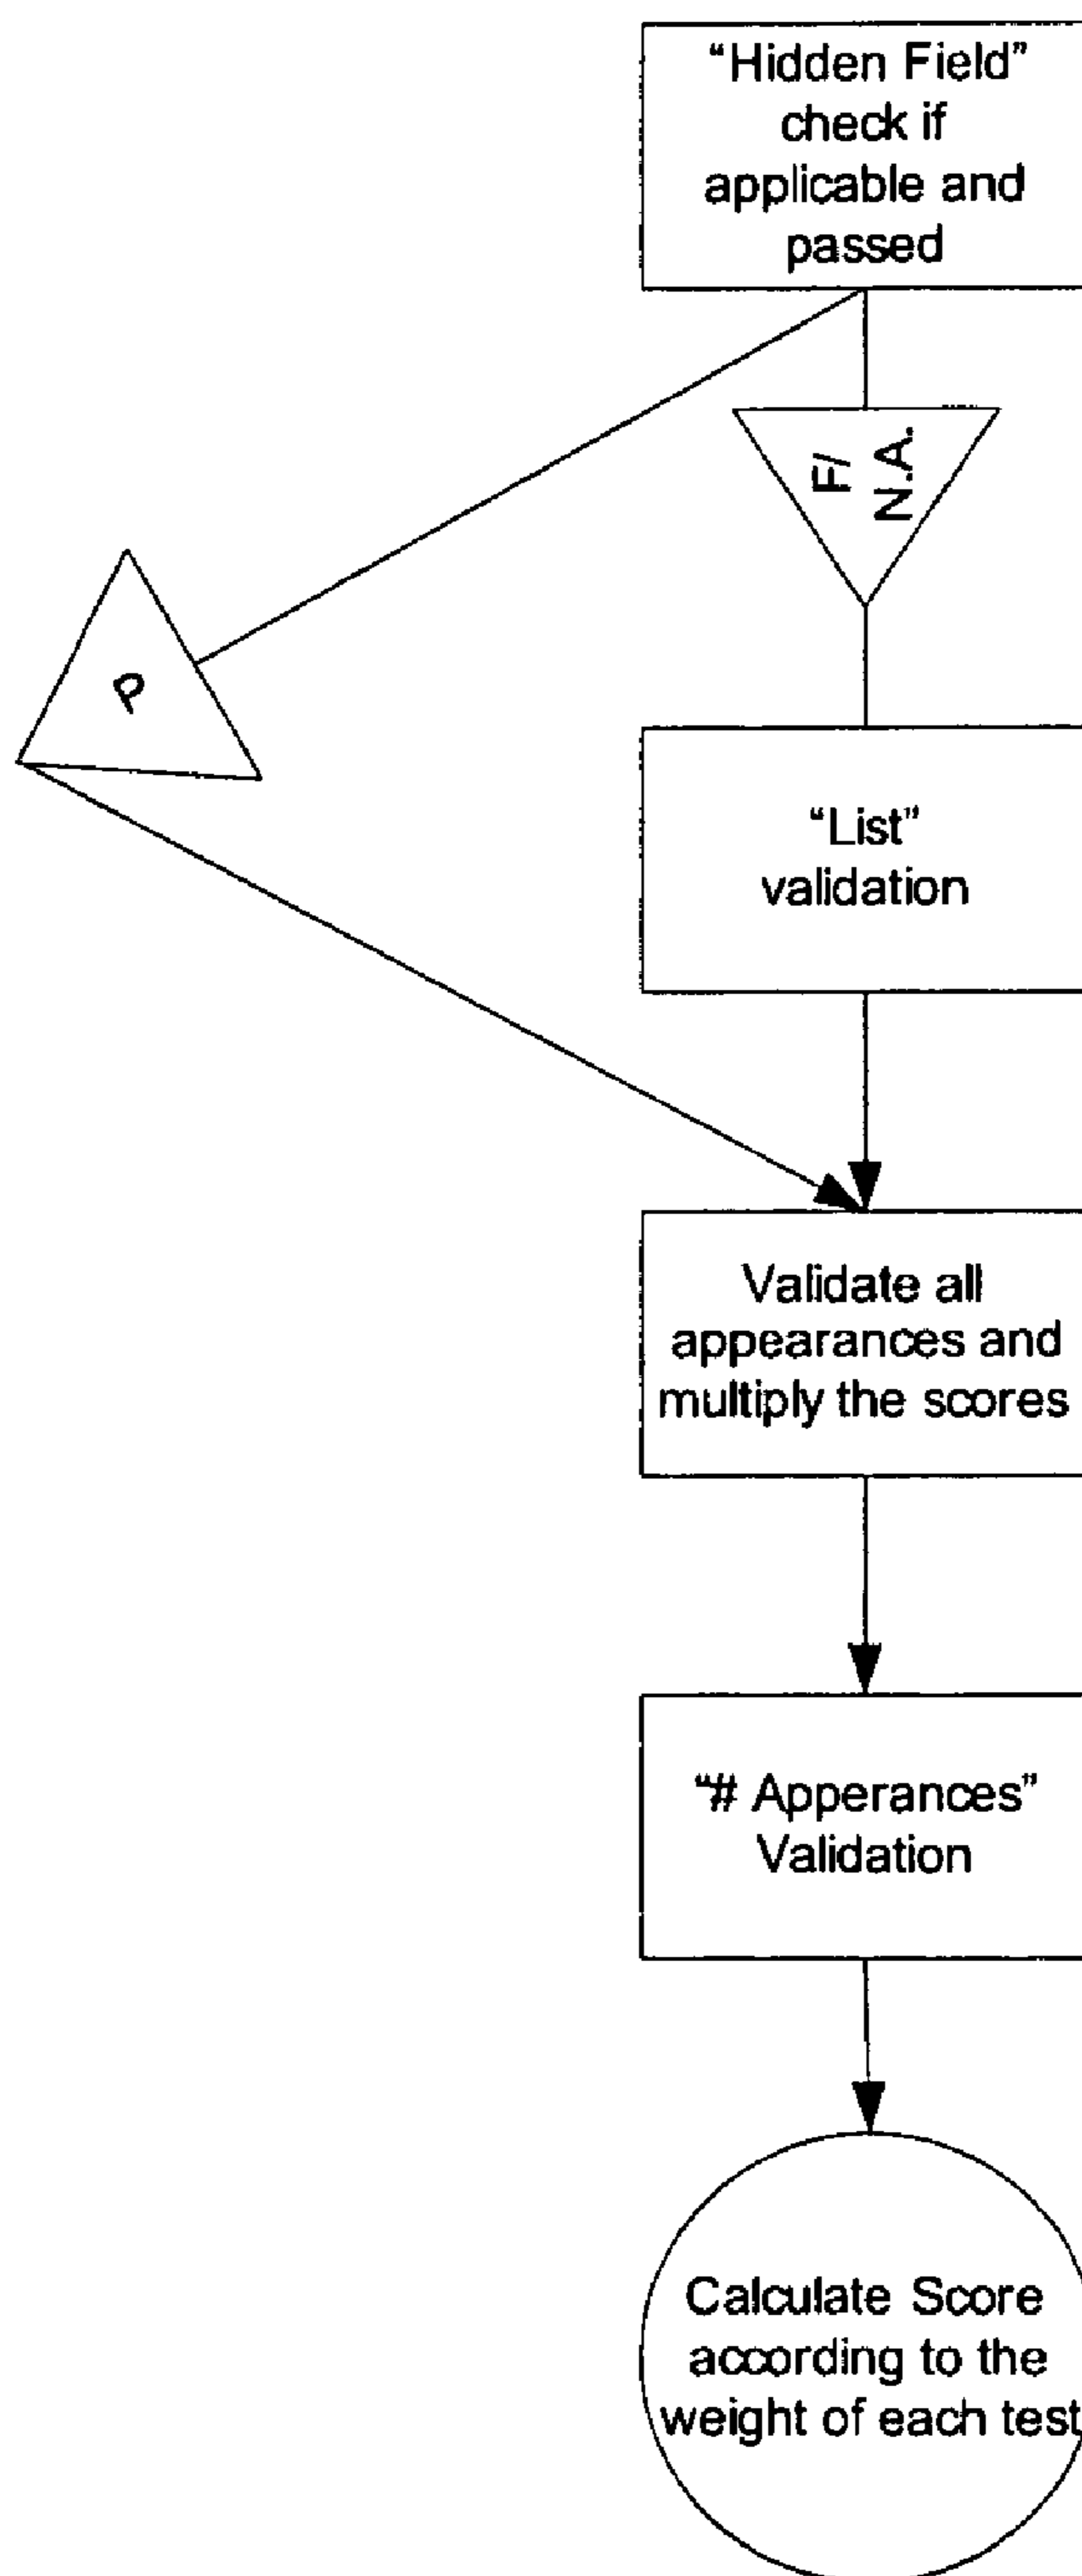 “Hidden Field”
check if
applicable and
passed
F/
N.A.
P
“List”
validation
Validate all
appearances and
multiply the scores
“# Apperances”
Validation
Calculate Score
according to the
weight of each test